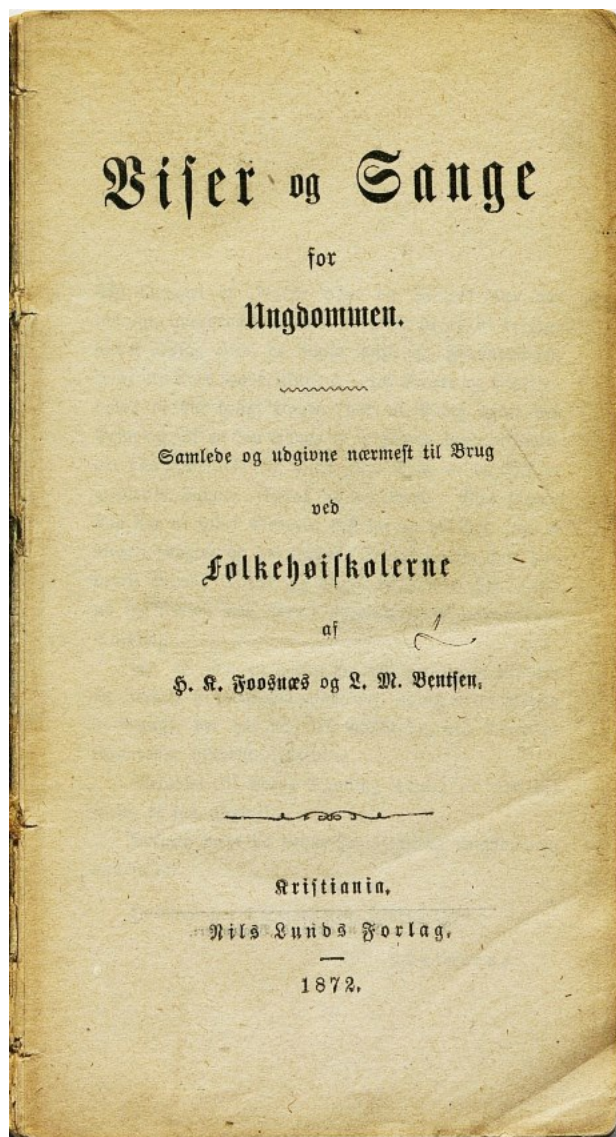 Viser og Sange
for
Ungdommen.
Samlede og udgivne nærmest til Brug
ved
Folkehøiskolerne
af
H. K. Foosnæs og L. M. Bentsen.
Kristiania.
Nils Lunds Forlag.
1872.